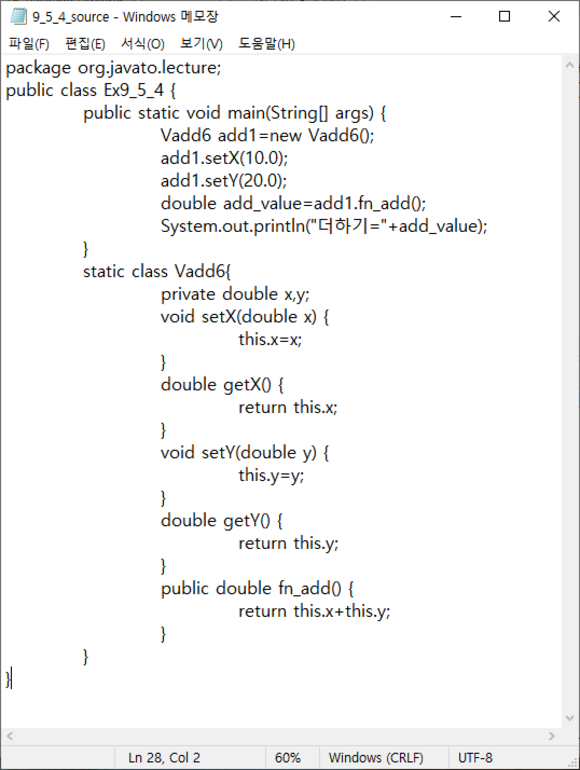 9_5_4_source - Windows 메모장
파일(F) 편집(E) 서식(O) 보기(V) 도움말(H)
package org.javato.lecture;
public class Ex9_5_4 {
public static void main(String[] args) {
Vadd6 add1=new Vadd6();
add1.setX(10.0);
add1.setY(20.0);
double add_value=add1.fn_add();
System.out.println("더하기="+add_value);
}
static class Vadd6{
private double x,y;
void setX(double x) {
this.x=x;
}
double getX() {
return this.x;
}
void setY(double y) {
this.y=y;
}
double getY() {
return this.y;
}
public double fn_add() {
return this.x+this.y;
}
}
}
Ln 28, Col 2 60% Windows (CRLF) UTF-8